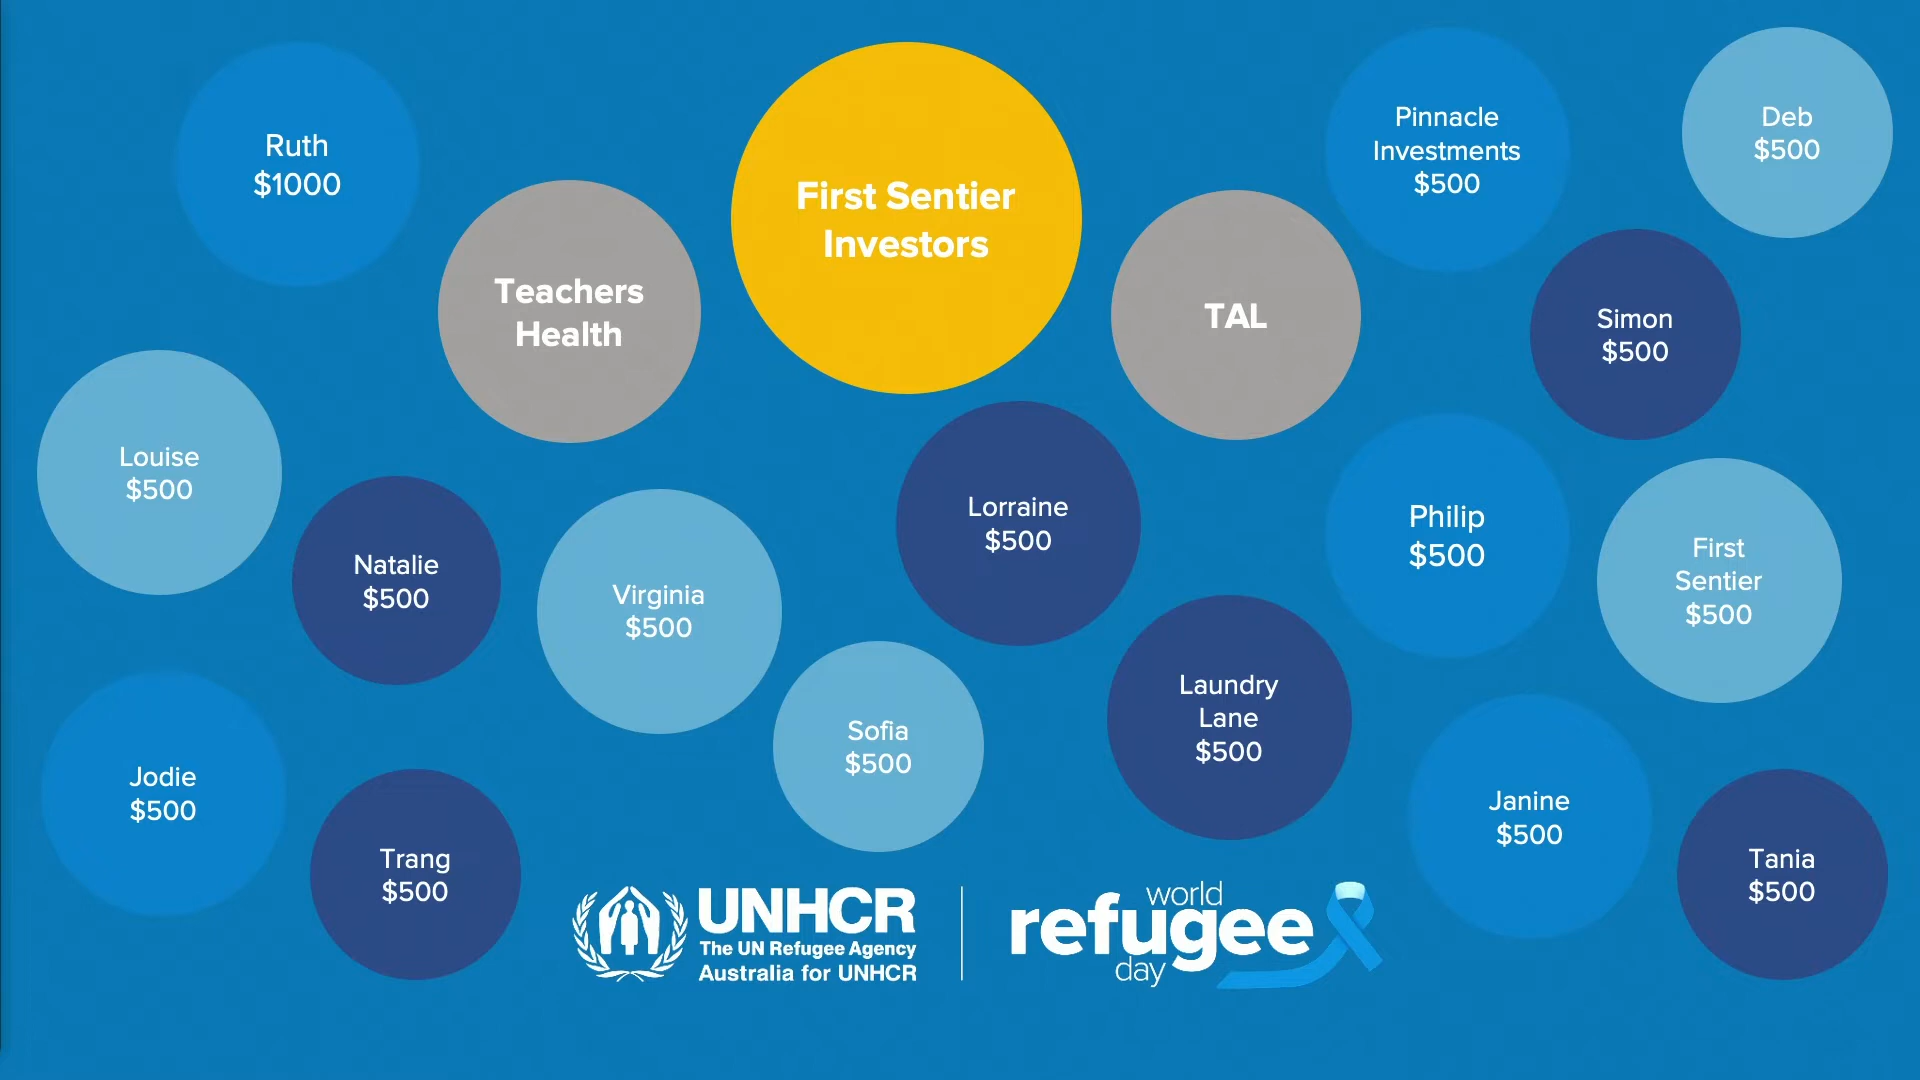 Ruth
$1000
Teachers
Health
First Sentier
Investors
TAL
Pinnacle
Investments
$500
Deb
$500
Simon
$500
Louise
$500
Natalie
$500
Virginia
$500
Lorraine
$500
Philip
$500
First
Sentier
$500
Sofia
$500
Laundry
Lane
$500
Jodie
$500
Trang
$500
Janine
$500
Tania
$500
UNHCR
The UN Refugee Agency
Australia for UNHCR
world
refugee
day